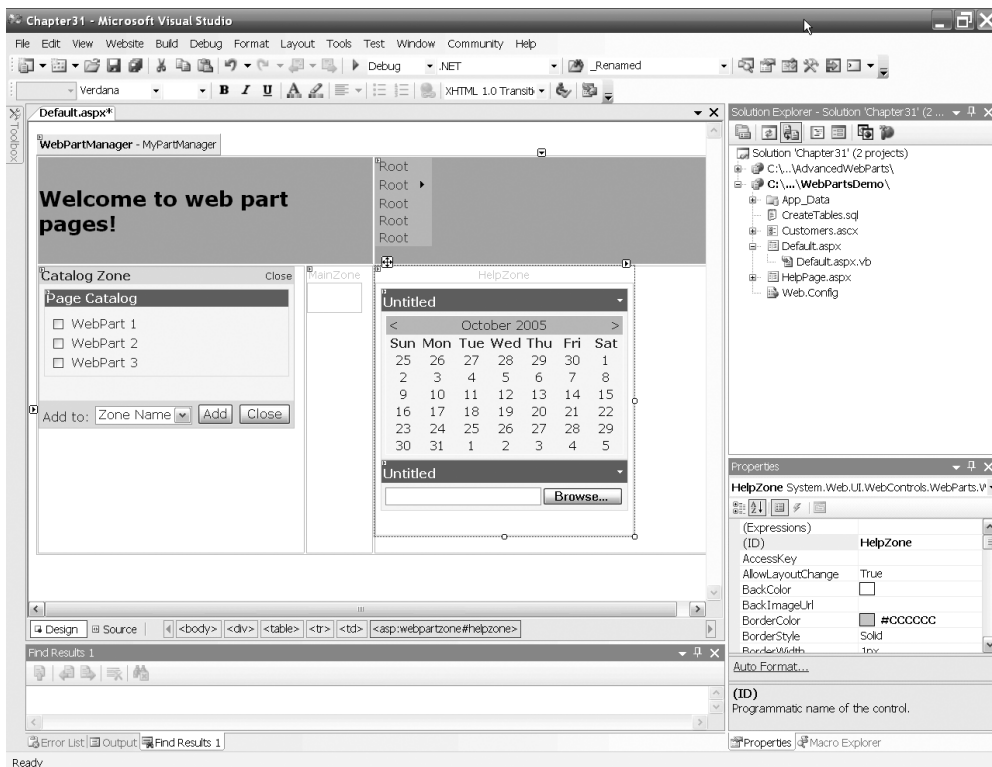 Chapter31 - Microsoft Visual Studio
File Edit View Website Build Debug Format Layout Tools Test Window Community Help
Debug .NET _Renamed
Verdana B I U A XHTML 1.0 Transiti
Toolbox
Default.aspx*
WebPartManager - MyPartManager
Welcome to web part
pages!
Root
Root
Root
Root
Root
Catalog Zone Close
Page Catalog
WebPart 1
WebPart 2
WebPart 3
Add to: Zone Name Add Close
MainZone
HelpZone
Untitled
< October 2005 >
Sun Mon Tue Wed Thu Fri Sat
25 26 27 28 29 30 1
2 3 4 5 6 7 8
9 10 11 12 13 14 15
16 17 18 19 20 21 22
23 24 25 26 27 28 29
30 31 1 2 3 4 5
Untitled
Browse...
Design Source <body> <div> <table> <tr> <td> <asp:webpartzone#helpzone>
Find Results 1
Error List Output Find Results 1
Ready
Solution Explorer - Solution 'Chapter31' (2 ...
Solution 'Chapter31' (2 projects)
C:\...\AdvancedWebParts\
C:\...\WebPartsDemo\
App_Data
CreateTables.sql
Customers.ascx
Default.aspx
Default.aspx.vb
HelpPage.aspx
Web.Config
Properties
HelpZone System.Web.UI.WebControls.WebParts.W
(Expressions)
(ID) HelpZone
AccessKey
AllowLayoutChange True
BackColor
BackImageUrl
BorderColor #CCCCCC
BorderStyle Solid
BorderWidth 1px
Auto Format...
(ID)
Programmatic name of the control.
Properties Macro Explorer